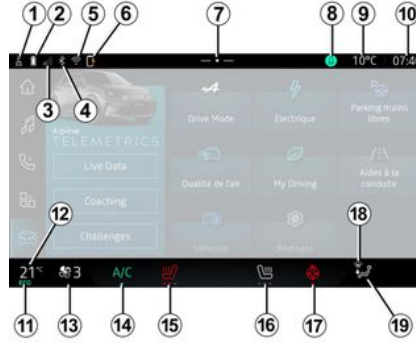 1 2 5 6 7 8 9 10
10°C 07:4
3 4
Alpine
TELEMETRICS
Live Data
Coaching
Challenges
Drive Mode
Electrique
Parking mains
libres
Qualité de l'air
My Driving
Aides à la
conduite
Véhicule
Réglages
12 18
21°C
3
A/C
11 13 14 15 16 17 19